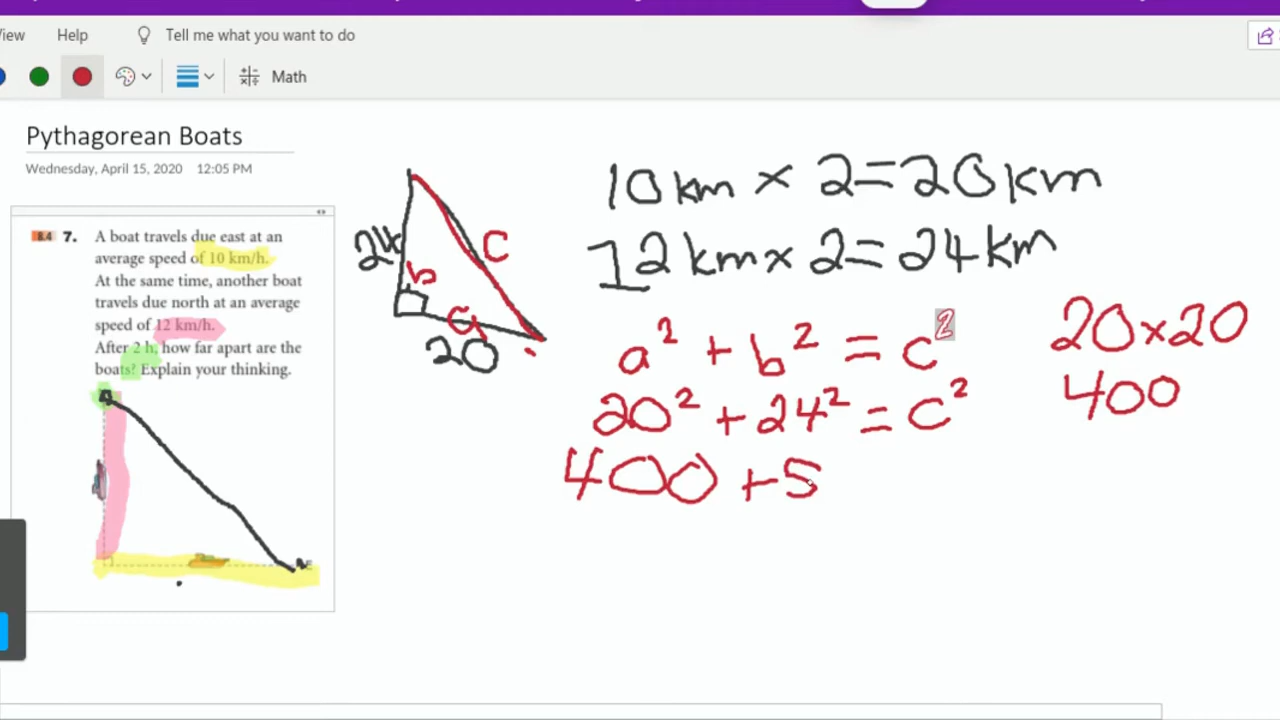 iew Help Tell me what you want to do
Math
Pythagorean Boats
Wednesday, April 15, 2020 12:05 PM
8.4 7. A boat travels due east at an
average speed of 10 km/h.
At the same time, another boat
travels due north at an average
speed of 12 km/h.
After 2 h, how far apart are the
boats? Explain your thinking.
24
b
c
a
20
10 km × 2 = 20 km
12 km × 2 = 24 km
a² + b² = c²
20² + 24² = c²
400 + 5
20 × 20
400